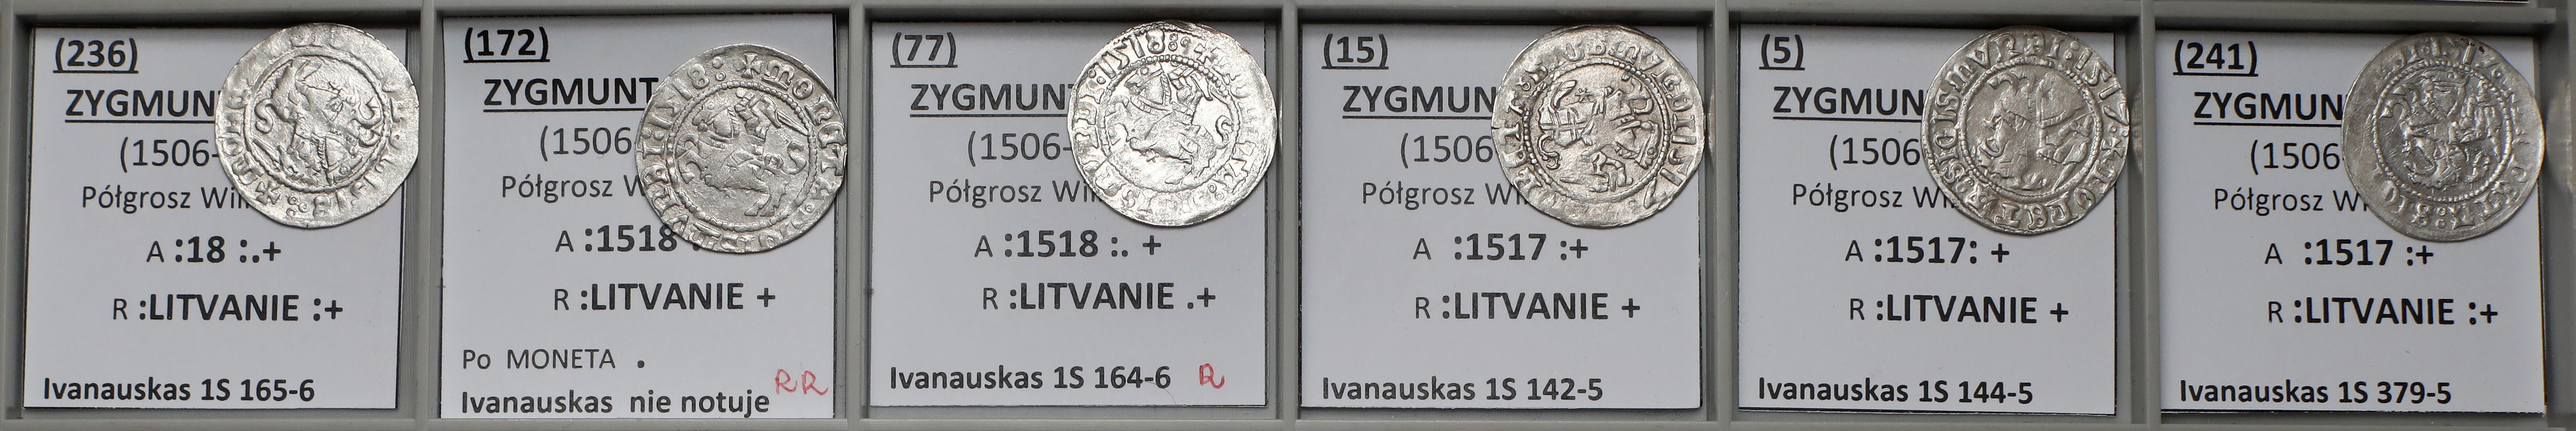 (236)
ZYGMUN
(1506-
Półgrosz Wil
A :18 :.+
R :LITVANIE :+
Ivanauskas 1S 165-6
(172)
ZYGMUNT
(1506
Półgrosz W
A :1518
R :LITVANIE +
Po MONETA .
Ivanauskas nie notuje
RR
(77)
ZYGMUNT
(1506-
Półgrosz Wi
A :1518 :. +
R :LITVANIE .+
Ivanauskas 1S 164-6 R
(15)
ZYGMUN
(1506
Półgrosz Wi
A :1517 :+
R :LITVANIE +
Ivanauskas 1S 142-5
(5)
ZYGMUN
(1506
Półgrosz W
A :1517: +
R :LITVANIE +
Ivanauskas 1S 144-5
(241)
ZYGMUN
(1506
Półgrosz W
A :1517 :+
R :LITVANIE :+
Ivanauskas 1S 379-5